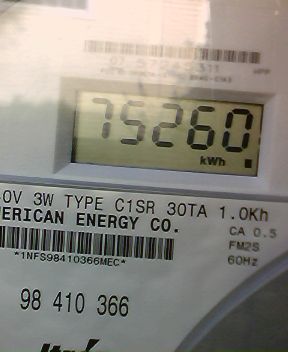 75260
kWh
0V 3W TYPE C1SR 30TA 1.0Kh
ERICAN ENERGY CO.
CA 0.5
FM2S
*1NFS98410366MEC*
60Hz
98 410 366